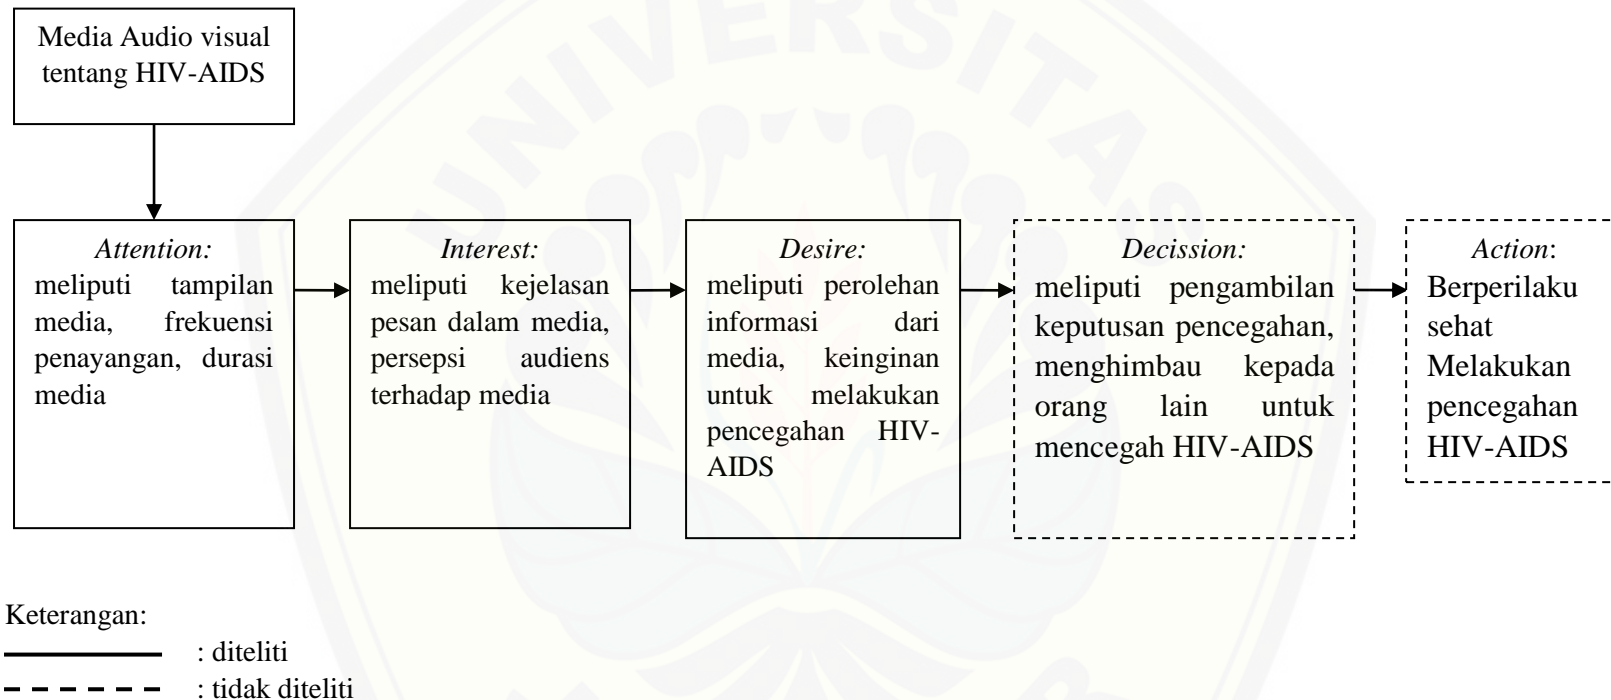 UNIVERSITAS
Media Audio visual
tentang HIV-AIDS
Attention:
meliputi tampilan
media, frekuensi
penayangan, durasi
media
Interest:
meliputi kejelasan
pesan dalam media,
persepsi audiens
terhadap media
Desire:
meliputi perolehan
informasi dari
media, keinginan
untuk melakukan
pencegahan HIV-
AIDS
Decission:
meliputi pengambilan
keputusan pencegahan,
menghimbau kepada
orang lain untuk
mencegah HIV-AIDS
Action:
Berperilaku
sehat
Melakukan
pencegahan
HIV-AIDS
Keterangan:
: diteliti
: tidak diteliti